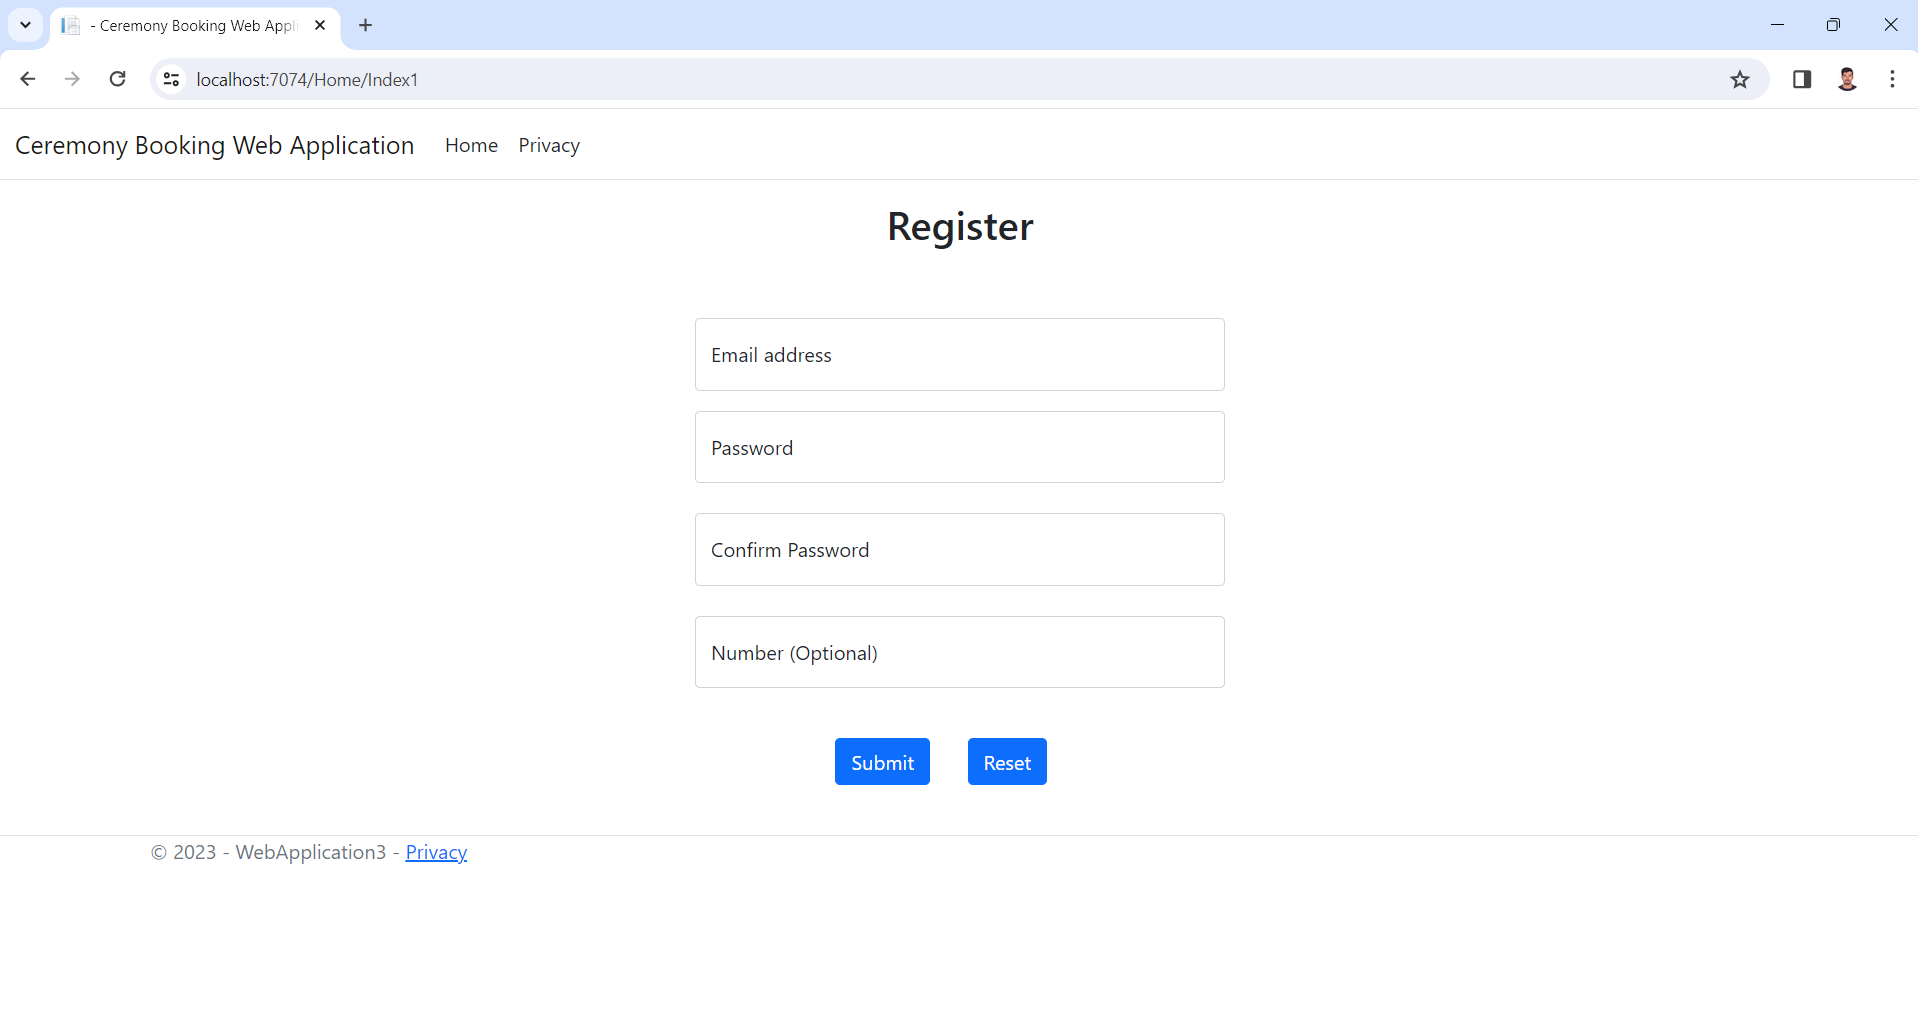 - Ceremony Booking Web Appli
localhost:7074/Home/Index1
Ceremony Booking Web Application Home Privacy
Register
Email address
Password
Confirm Password
Number (Optional)
Submit Reset
© 2023 - WebApplication3 - Privacy